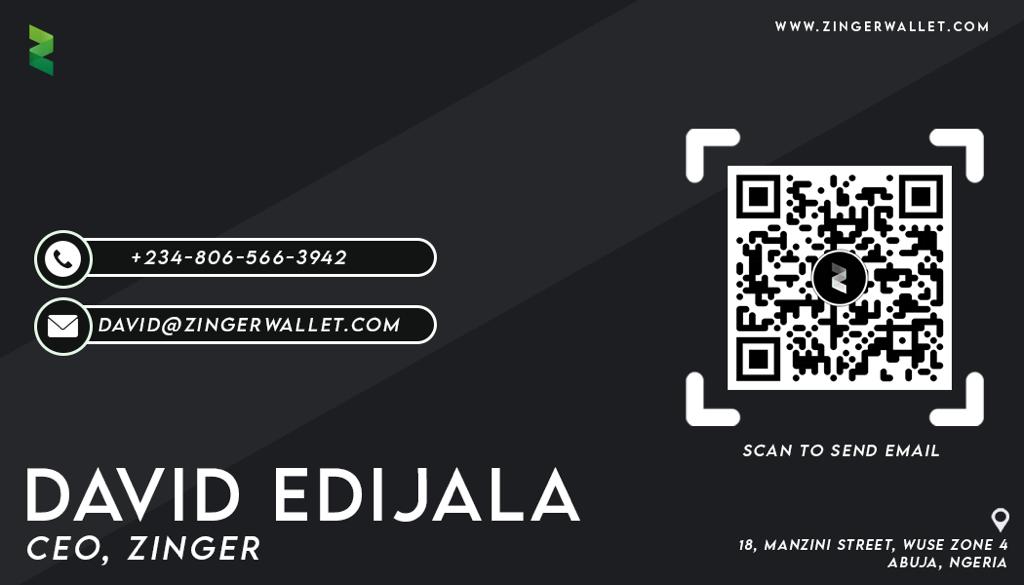 WWW.ZINGERWALLET.COM
+234-806-566-3942
DAVID@ZINGERWALLET.COM
SCAN TO SEND EMAIL
DAVID EDIJALA
CEO, ZINGER
18, MANZINI STREET, WUSE ZONE 4
ABUJA, NGERIA